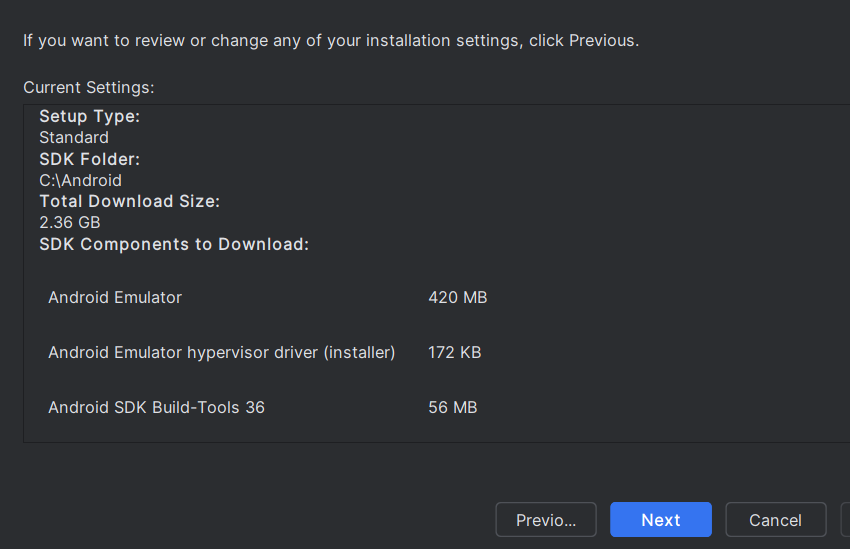 If you want to review or change any of your installation settings, click Previous.
Current Settings:
Setup Type:
Standard
SDK Folder:
C:\Android
Total Download Size:
2.36 GB
SDK Components to Download:
Android Emulator 420 MB
Android Emulator hypervisor driver (installer) 172 KB
Android SDK Build-Tools 36 56 MB
Previo... Next Cancel